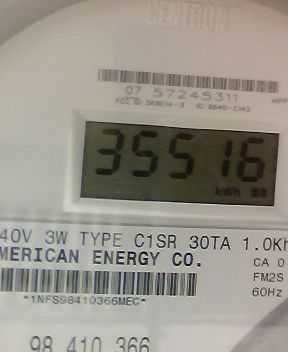 CENTRON®
07 57245311
35516
kWh
40V 3W TYPE C1SR 30TA 1.0Kh
MERICAN ENERGY CO.
CA 0
FM2S
60Hz
*1NFS98410366MEC*
98 410 366